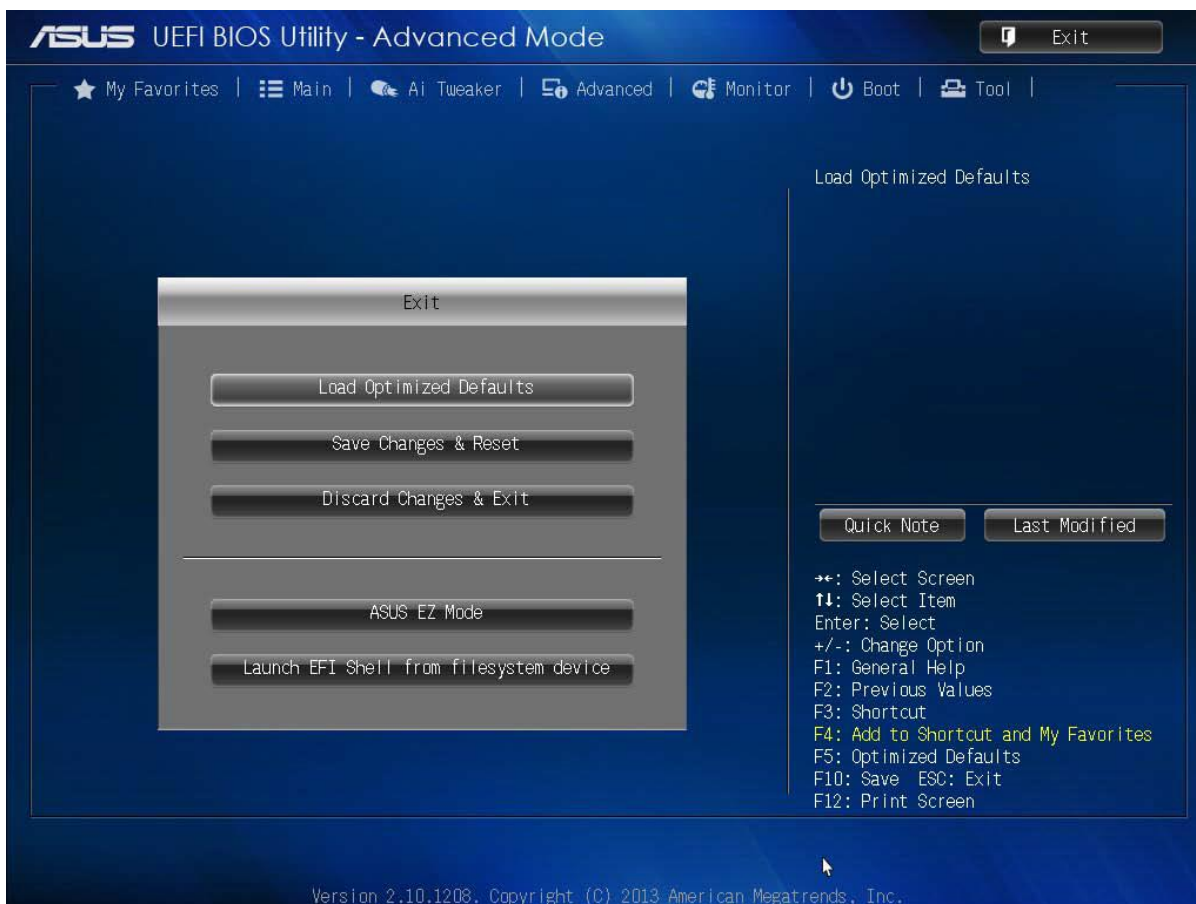 ASUS UEFI BIOS Utility - Advanced Mode
Exit
My Favorites | Main | Ai Tweaker | Advanced | Monitor | Boot | Tool |
Load Optimized Defaults
Exit
Load Optimized Defaults
Save Changes & Reset
Discard Changes & Exit
ASUS EZ Mode
Launch EFI Shell from filesystem device
Quick Note
Last Modified
→←: Select Screen
↑↓: Select Item
Enter: Select
+/-: Change Option
F1: General Help
F2: Previous Values
F3: Shortcut
F4: Add to Shortcut and My Favorites
F5: Optimized Defaults
F10: Save ESC: Exit
F12: Print Screen
Version 2.10.1208. Copyright (C) 2013 American Megatrends, Inc.